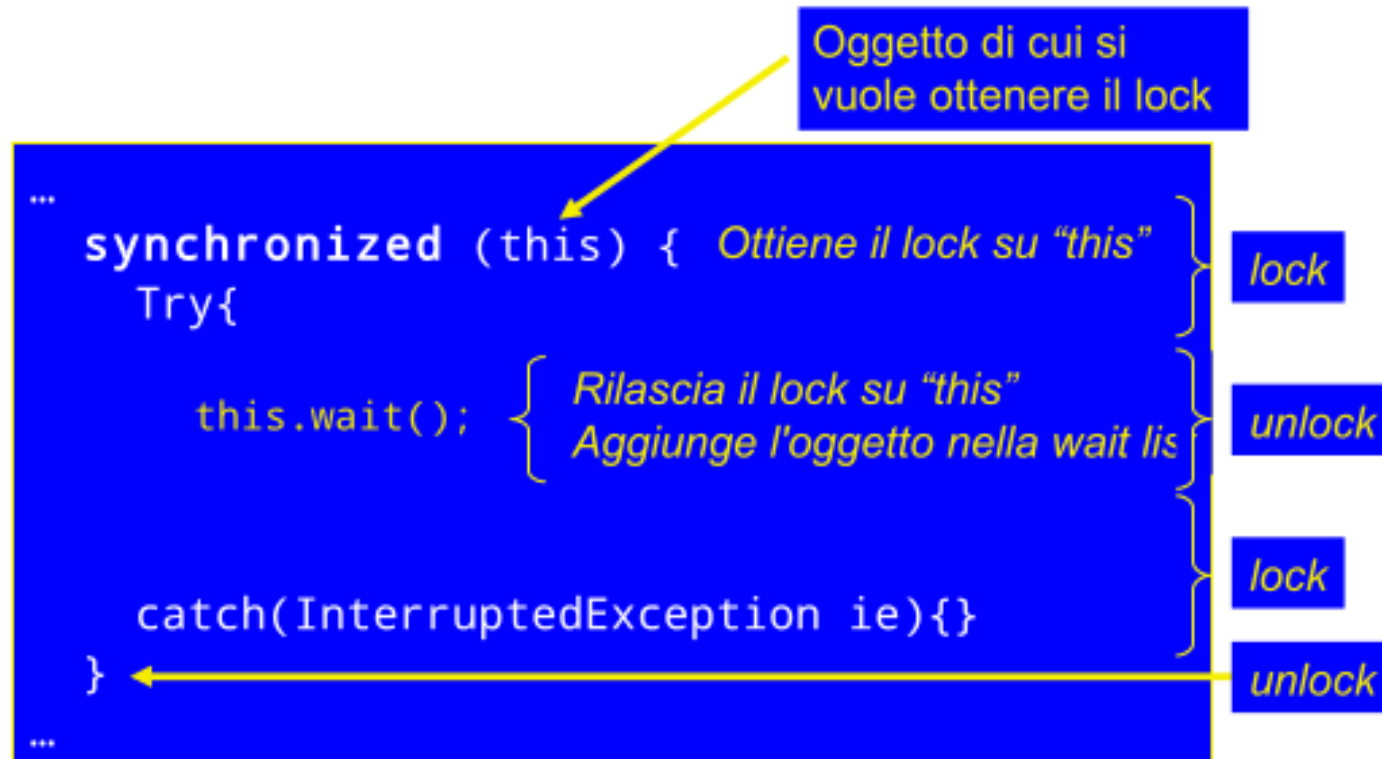 Oggetto di cui si
vuole ottenere il lock
...
synchronized (this) { Ottiene il lock su “this”
lock
Try{
this.wait(); { Rilascia il lock su “this”
Aggiunge l'oggetto nella wait lis
unlock
lock
catch(InterruptedException ie){}
}
unlock
...